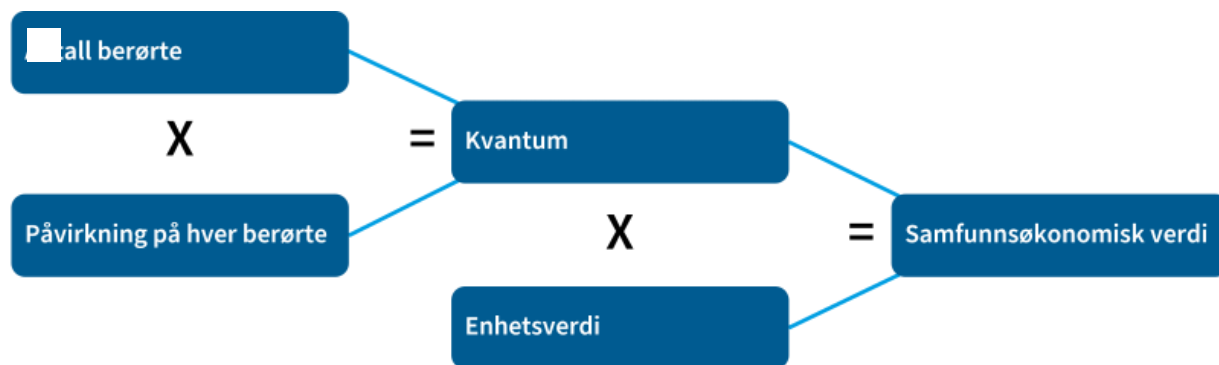 berørte
X
=
Kvantum
Påvirkning på hver berørte
X
=
Samfunnsøkonomisk verdi
Enhetsverdi